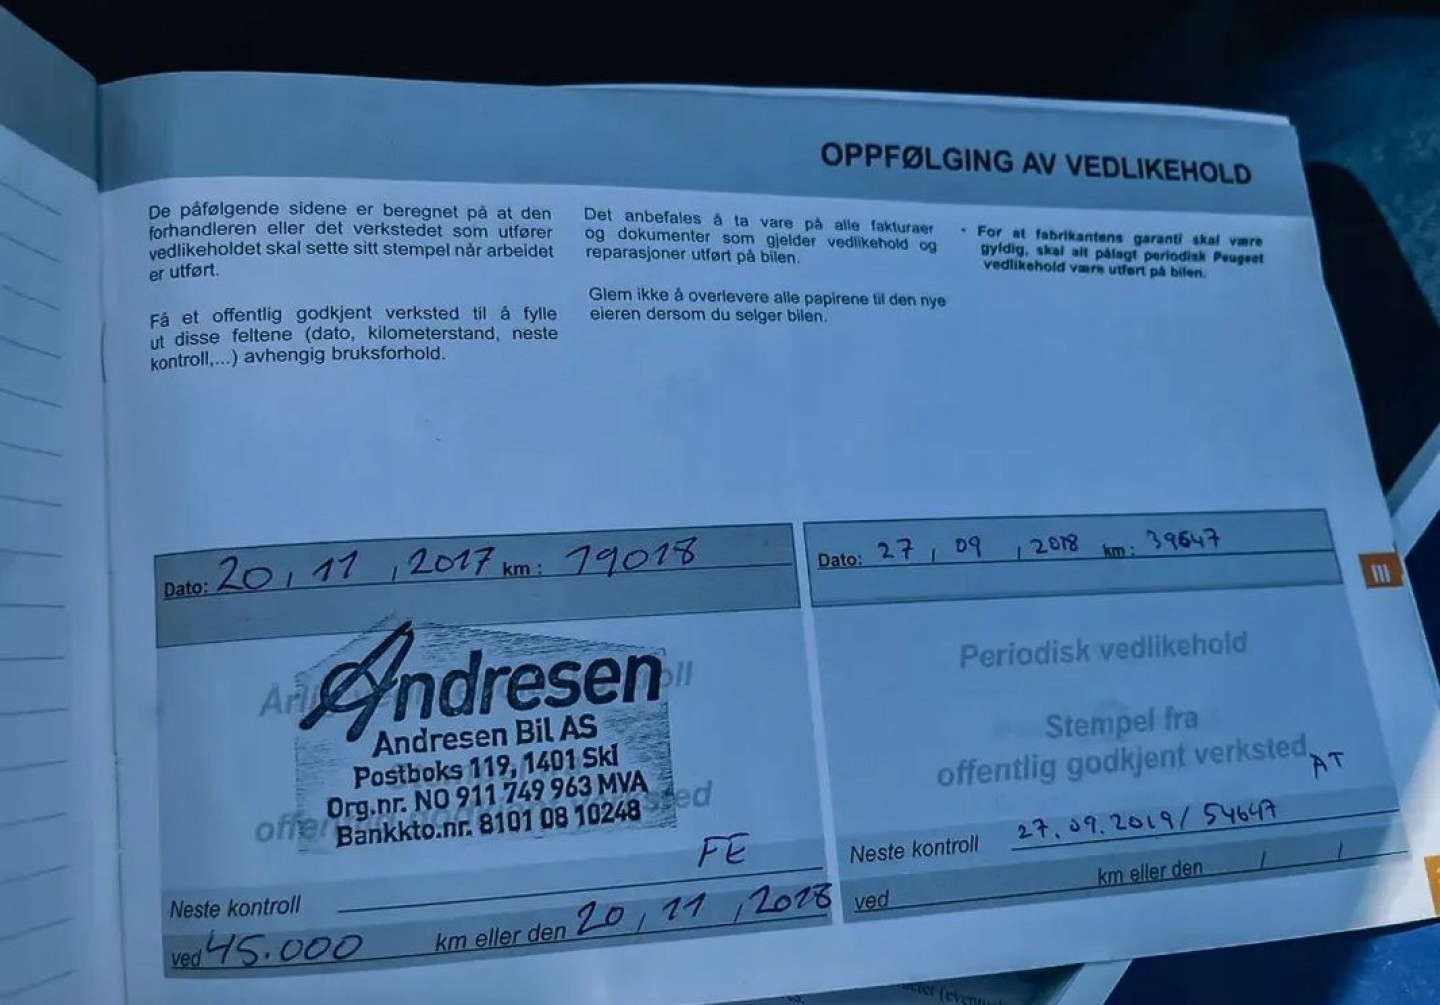 OPPFØLGING AV VEDLIKEHOLD
De påfølgende sidene er beregnet på at den
forhandleren eller det verkstedet som utfører
vedlikeholdet skal sette sitt stempel når arbeidet
er utført.
Få et offentlig godkjent verksted til å fylle
ut disse feltene (dato, kilometerstand, neste
kontroll,...) avhengig bruksforhold.
Det anbefales å ta vare på alle fakturaer
og dokumenter som gjelder vedlikehold og
reparasjoner utført på bilen.
Glem ikke å overlevere alle papirene til den nye
eieren dersom du selger bilen.
- For at fabrikantens garanti skal være
gyldig, skal alt pålagt periodisk Peugeot
vedlikehold være utført på bilen.
Dato: 20, 11, 2017 km: 19018
Andresen
Andresen Bil AS
Postboks 119, 1401 Ski
Org.nr. NO 911 749 963 MVA
Bankkto.nr. 8101 08 10248
FE
Neste kontroll
ved 45.000 km eller den 20, 11, 2018
Dato: 27, 09, 2018 km: 39647
Periodisk vedlikehold
Stempel fra
offentlig godkjent verksted
AT
Neste kontroll 27.09.2019/ 54647
ved km eller den / /
III